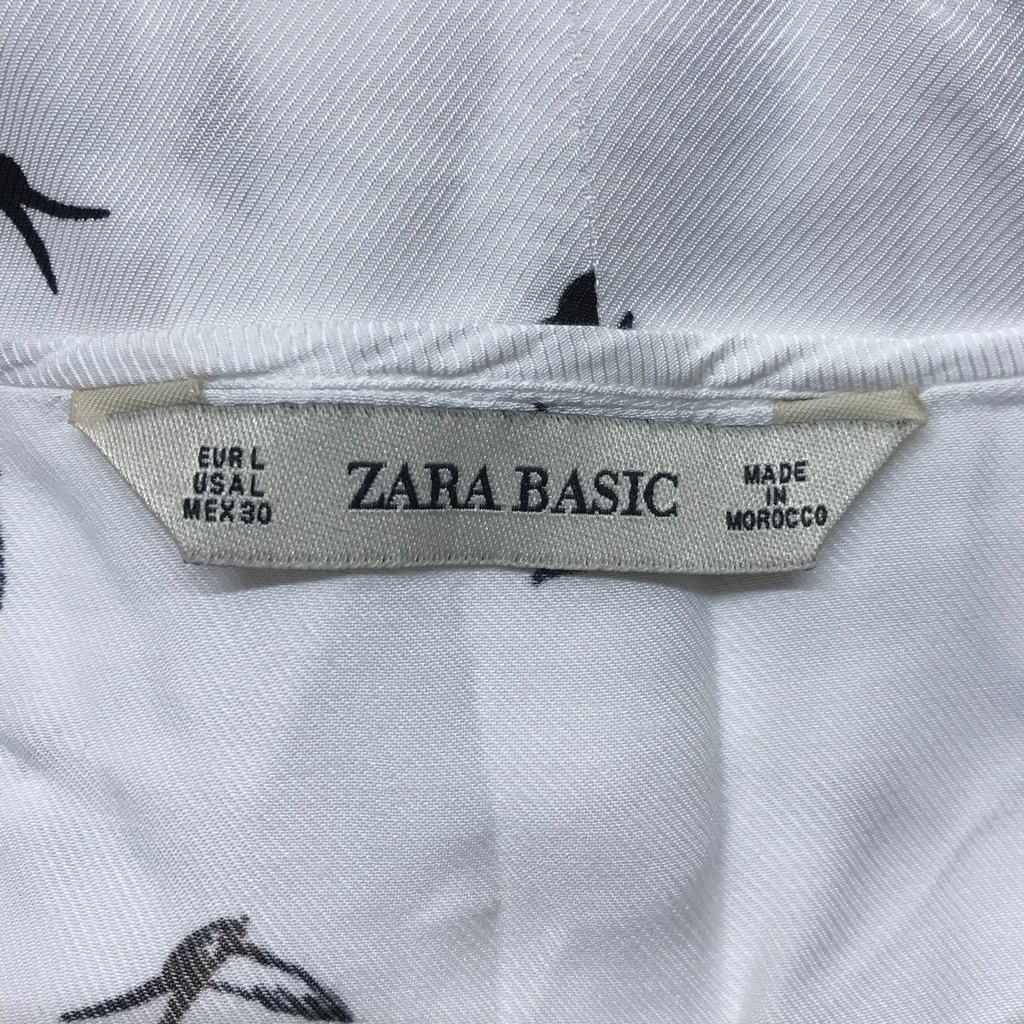 EUR L
USA L
MEX 30
ZARA BASIC
MADE
IN
MOROCCO